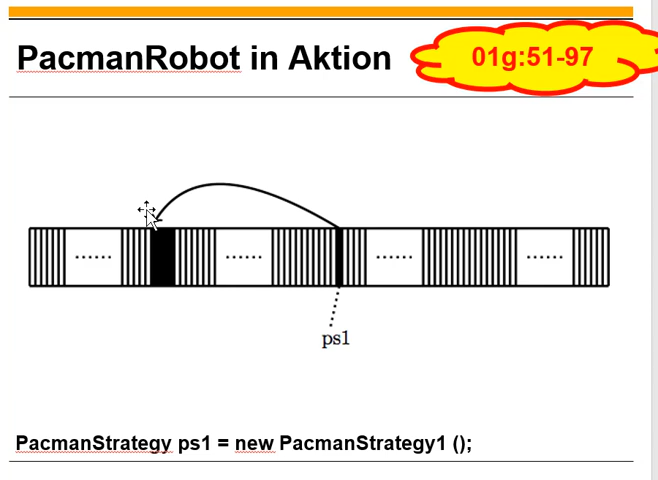 PacmanRobot in Aktion
01g:51-97
...... ...... ...... ......
ps1
PacmanStrategy ps1 = new PacmanStrategy1 ();